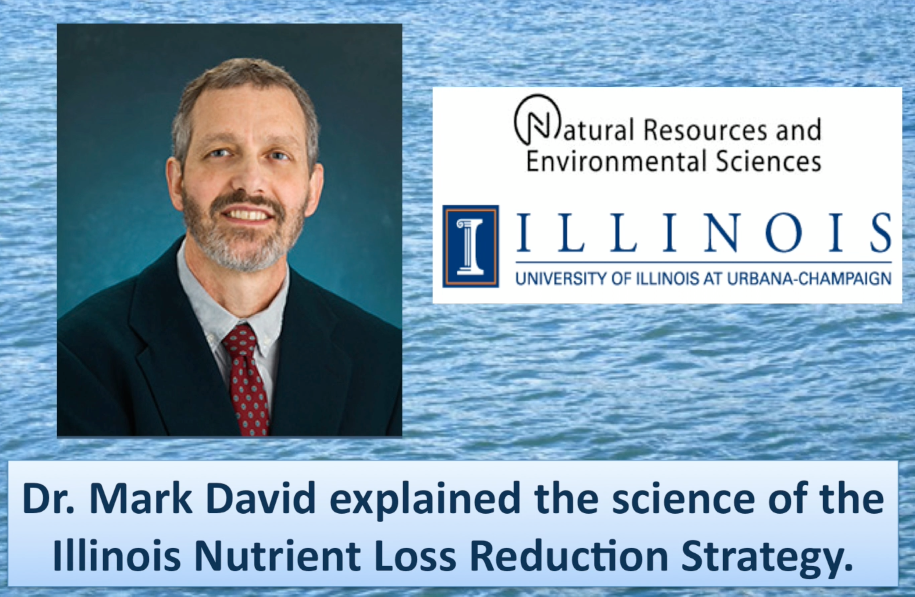 Natural Resources and
Environmental Sciences
I ILLINOIS
UNIVERSITY OF ILLINOIS AT URBANA-CHAMPAIGN
Dr. Mark David explained the science of the
Illinois Nutrient Loss Reduction Strategy.